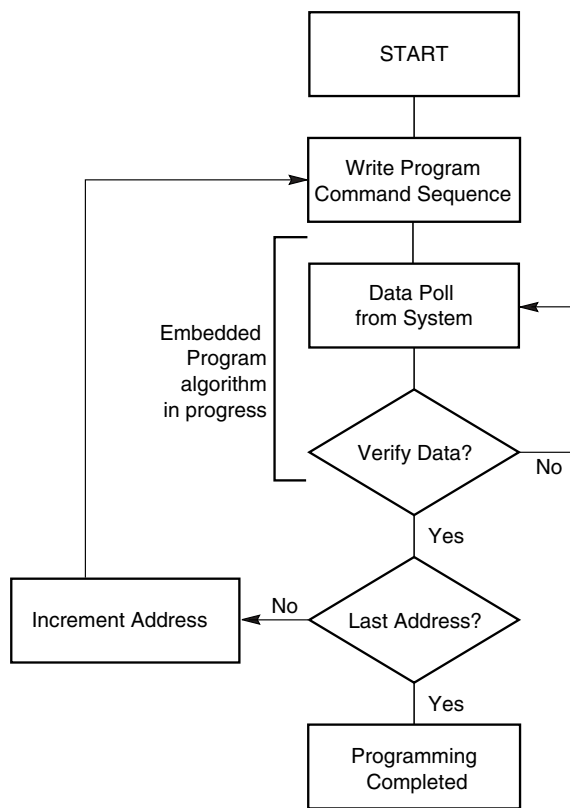 START
Write Program
Command Sequence
Data Poll
from System
Embedded
Program
algorithm
in progress
Verify Data?
No
Yes
Increment Address
No
Last Address?
Yes
Programming
Completed